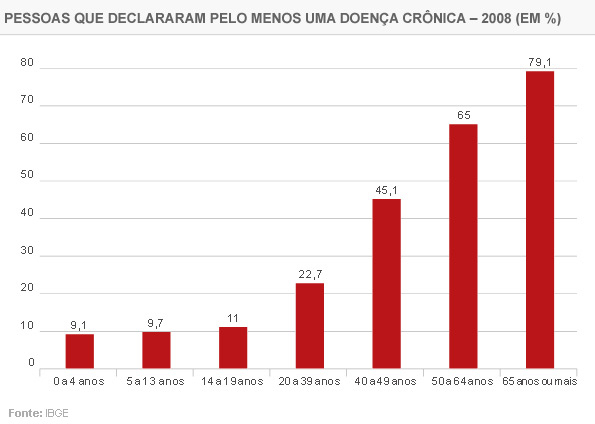 PESSOAS QUE DECLARARAM PELO MENOS UMA DOENÇA CRÔNICA – 2008 (EM %)
80
70
60
50
40
30
20
10
0
9,1
9,7
11
22,7
45,1
65
79,1
0 a 4 anos
5 a 13 anos
14 a 19 anos
20 a 39 anos
40 a 49 anos
50 a 64 anos
65 anos ou mais
Fonte: IBGE